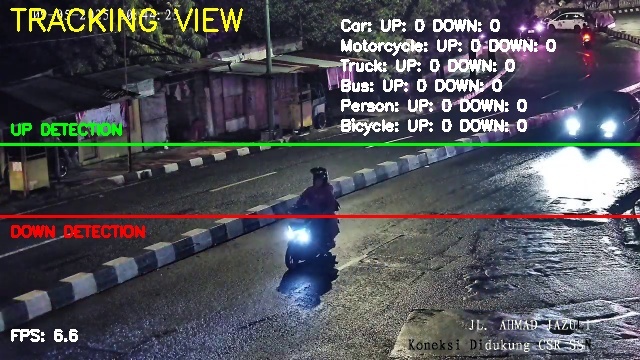 TRACKING VIEW
Car: UP: 0 DOWN: 0
Motorcycle: UP: 0 DOWN: 0
Truck: UP: 0 DOWN: 0
Bus: UP: 0 DOWN: 0
Person: UP: 0 DOWN: 0
Bicycle: UP: 0 DOWN: 0
UP DETECTION
DOWN DETECTION
JL. AHMAD
Koneksi Didukung CSR
FPS: 6.6